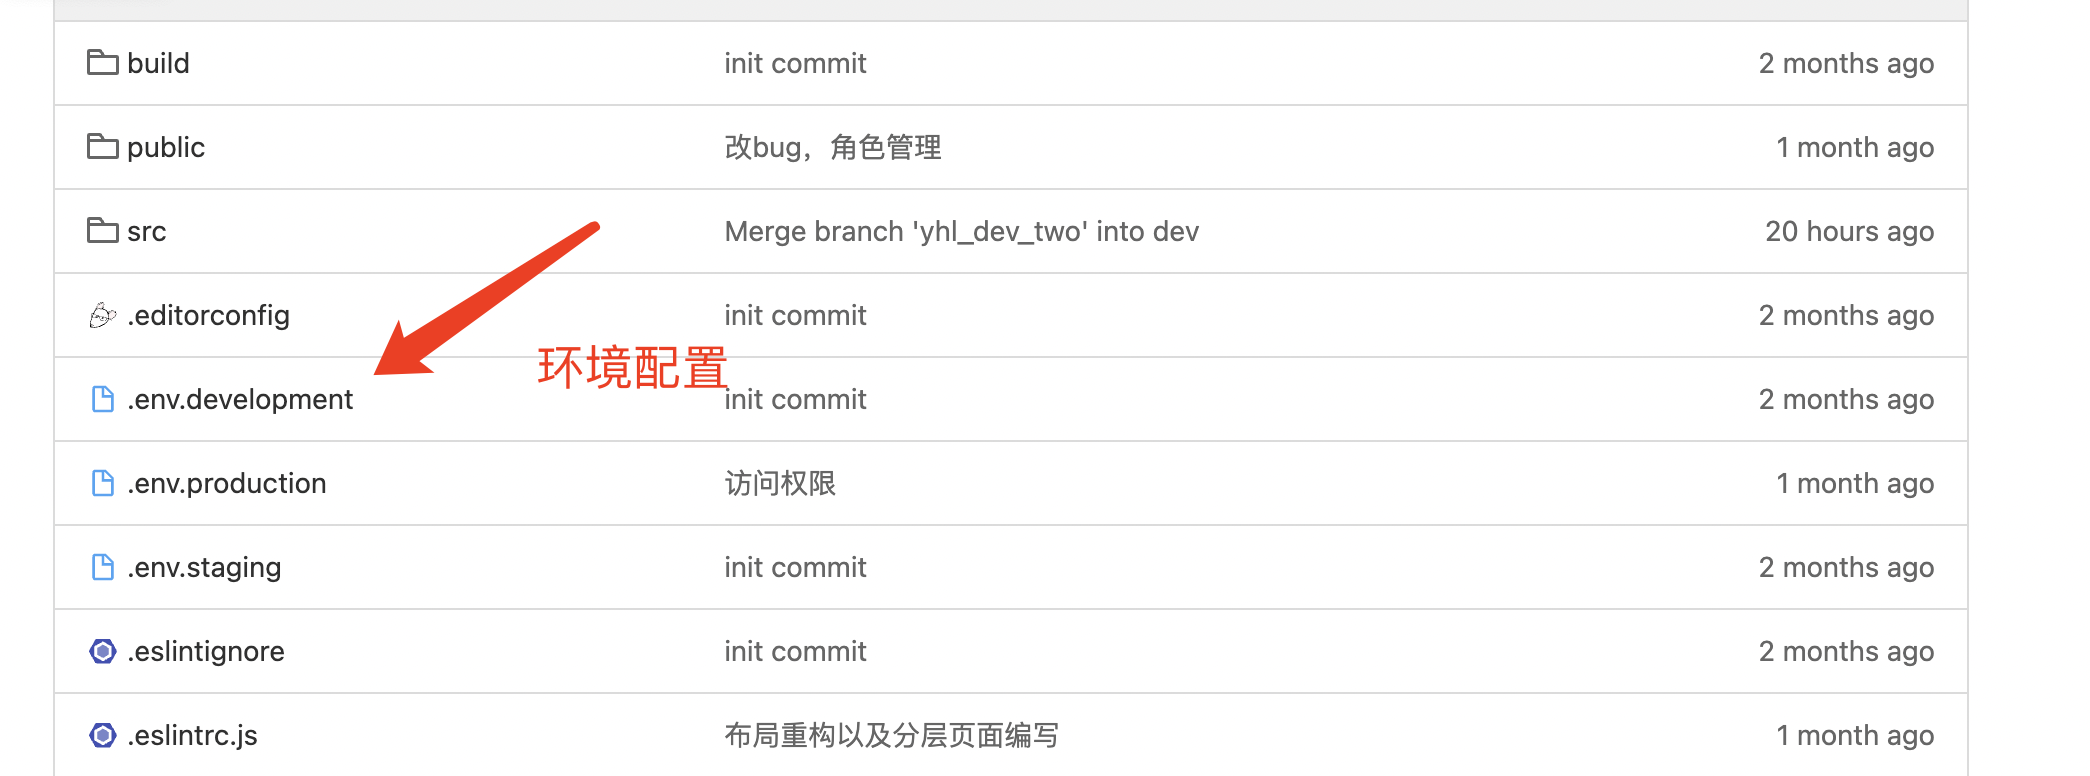 build init commit 2 months ago
public 改bug，角色管理 1 month ago
src Merge branch 'yhl_dev_two' into dev 20 hours ago
.editorconfig init commit 2 months ago
环境配置
.env.development init commit 2 months ago
.env.production 访问权限 1 month ago
.env.staging init commit 2 months ago
.eslintignore init commit 2 months ago
.eslintrc.js 布局重构以及分层页面编写 1 month ago